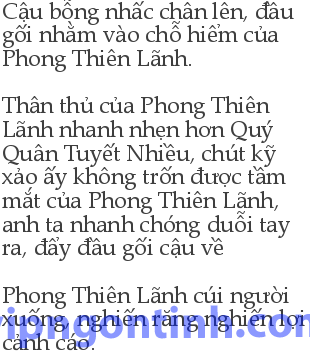 Cậu bỗng nhấc chân lên, đầu
gối nhằm vào chỗ hiểm của
Phong Thiên Lãnh.
Thân thủ của Phong Thiên
Lãnh nhanh nhẹn hơn Quý
Quân Tuyết Nhiều, chút kỹ
xảo ấy không trốn được tầm
mắt của Phong Thiên Lãnh,
anh ta nhanh chóng duỗi tay
ra, đẩy đầu gối cậu về
Phong Thiên Lãnh cúi người
xuống, nghiến răng nghiến lợi
cảnh cáo.